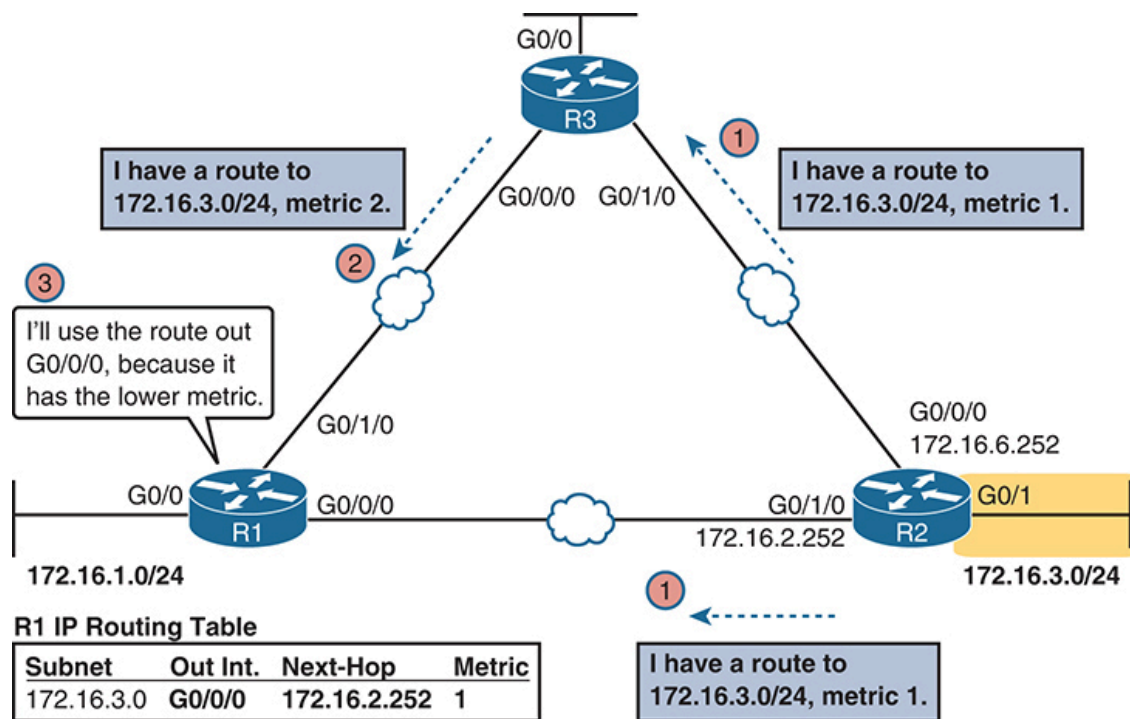 G0/0
R3
1
I have a route to
172.16.3.0/24, metric 2.
G0/0/0
G0/1/0
I have a route to
172.16.3.0/24, metric 1.
2
3
I'll use the route out
G0/0/0, because it
has the lower metric.
G0/1/0
G0/0/0
172.16.6.252
G0/0
R1
G0/0/0
G0/1/0
172.16.2.252
R2
G0/1
172.16.1.0/24
172.16.3.0/24
1
R1 IP Routing Table
Subnet Out Int. Next-Hop Metric
172.16.3.0 G0/0/0 172.16.2.252 1
I have a route to
172.16.3.0/24, metric 1.